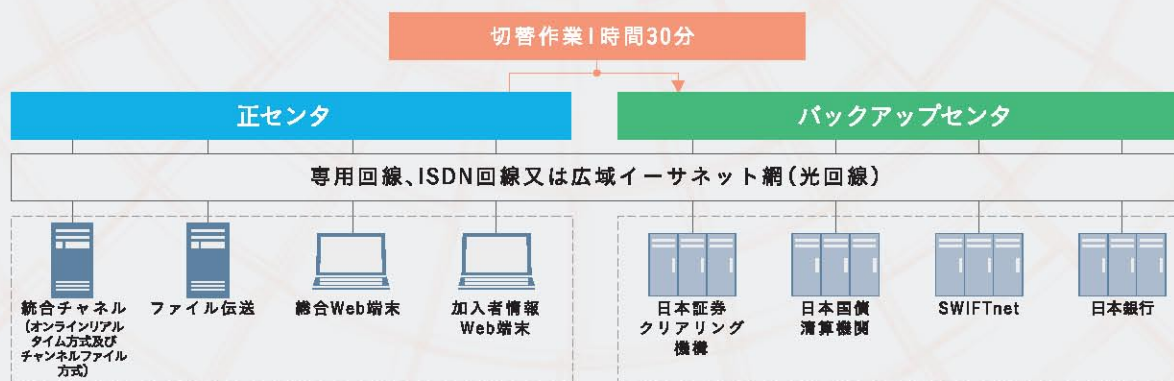 切替作業1時間30分
正センタ
バックアップセンタ
専用回線、ISDN回線又は広域イーサネット網(光回線)
統合チャネル
(オンラインリアル
タイム方式及び
チャンネルファイル
方式)
ファイル伝送
総合Web端末
加入者情報
Web端末
日本証券
クリアリング
機構
日本国債
清算機関
SWIFTnet
日本銀行